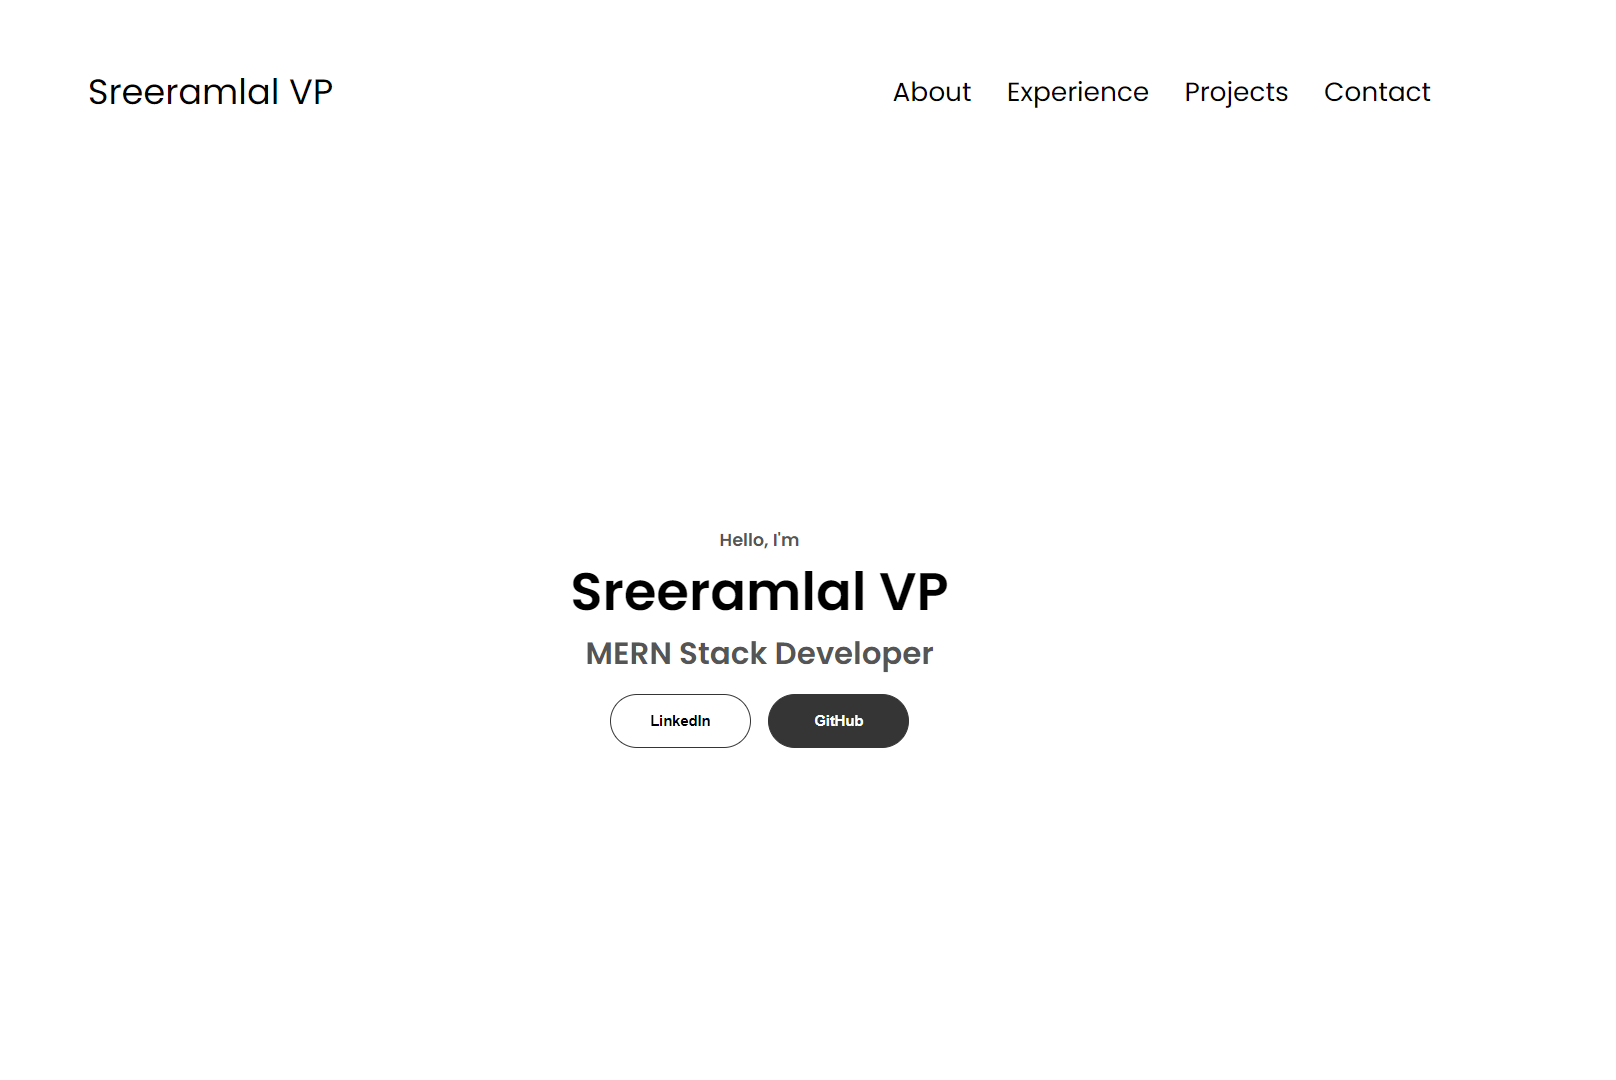 Sreeramlal VP
About Experience Projects Contact
Hello, I'm
Sreeramlal VP
MERN Stack Developer
LinkedIn GitHub